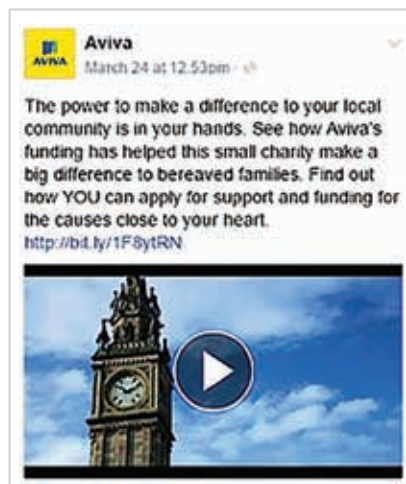 AVIVA
Aviva
March 24 at 12.53pm
The power to make a difference to your local
community is in your hands. See how Aviva's
funding has helped this small charity make a
big difference to bereaved families. Find out
how YOU can apply for support and funding for
the causes close to your heart.
http://bit.ly/1F8ytRN